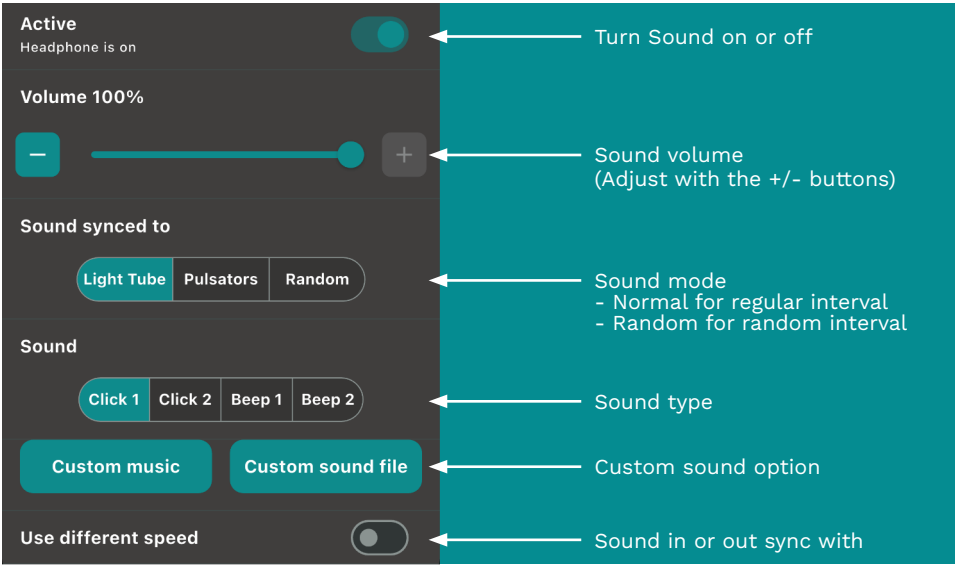 Active
Headphone is on
Turn Sound on or off
Volume 100%
Sound volume
(Adjust with the +/- buttons)
Sound synced to
Light Tube Pulsators Random
Sound mode
- Normal for regular interval
- Random for random interval
Sound
Click 1 Click 2 Beep 1 Beep 2
Sound type
Custom music Custom sound file
Custom sound option
Use different speed
Sound in or out sync with